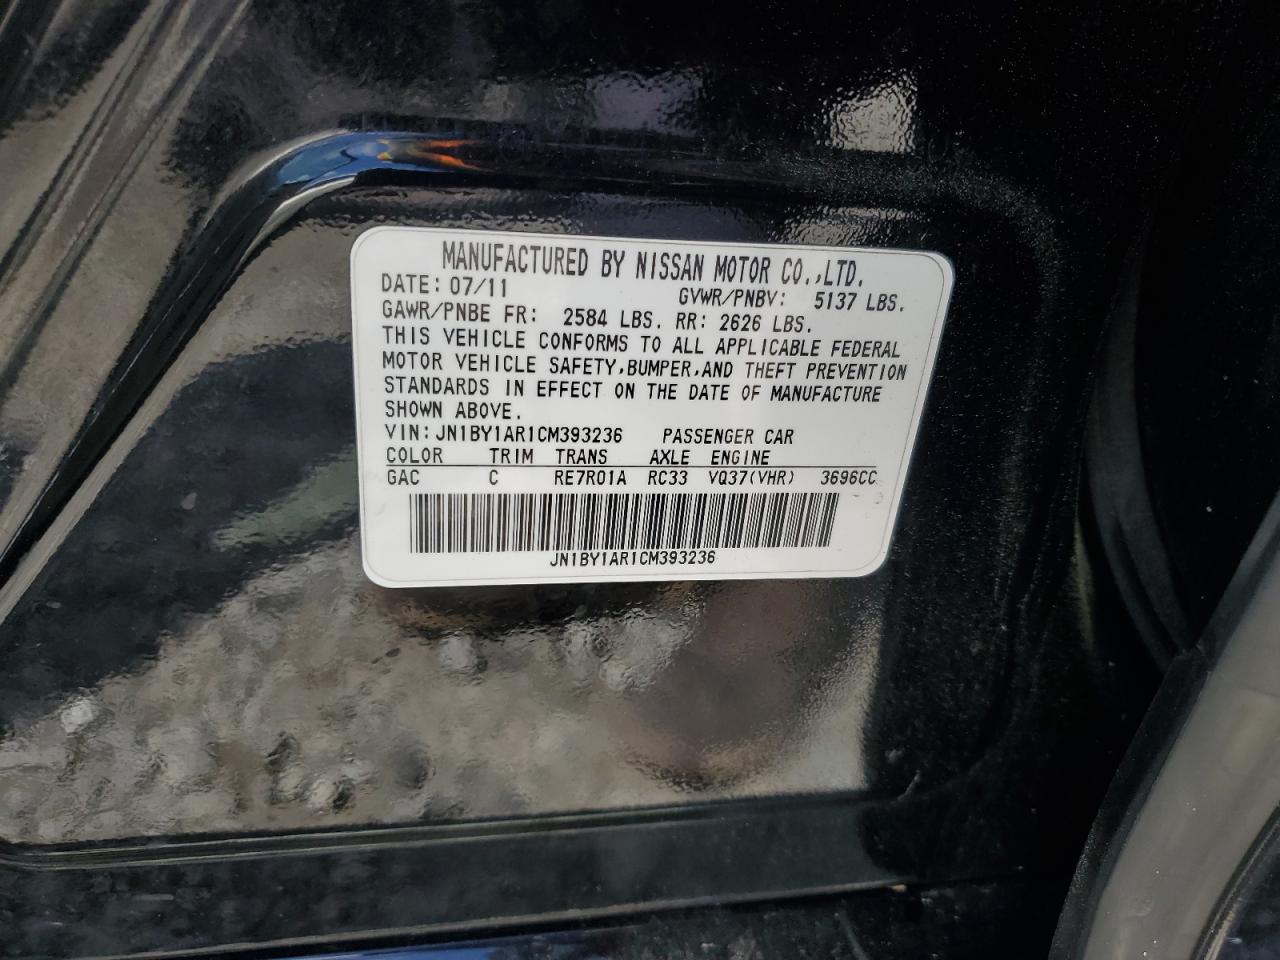 MANUFACTURED BY NISSAN MOTOR CO.,LTD.
DATE: 07/11 GVWR/PNBV: 5137 LBS.
GAWR/PNBE FR: 2584 LBS. RR: 2626 LBS.
THIS VEHICLE CONFORMS TO ALL APPLICABLE FEDERAL
MOTOR VEHICLE SAFETY,BUMPER,AND THEFT PREVENTION
STANDARDS IN EFFECT ON THE DATE OF MANUFACTURE
SHOWN ABOVE.
VIN:JN1BY1AR1CM393236 PASSENGER CAR
COLOR TRIM TRANS AXLE ENGINE
GAC C RE7R01A RC33 VQ37(VHR) 3696CC
JN1BY1AR1CM393236